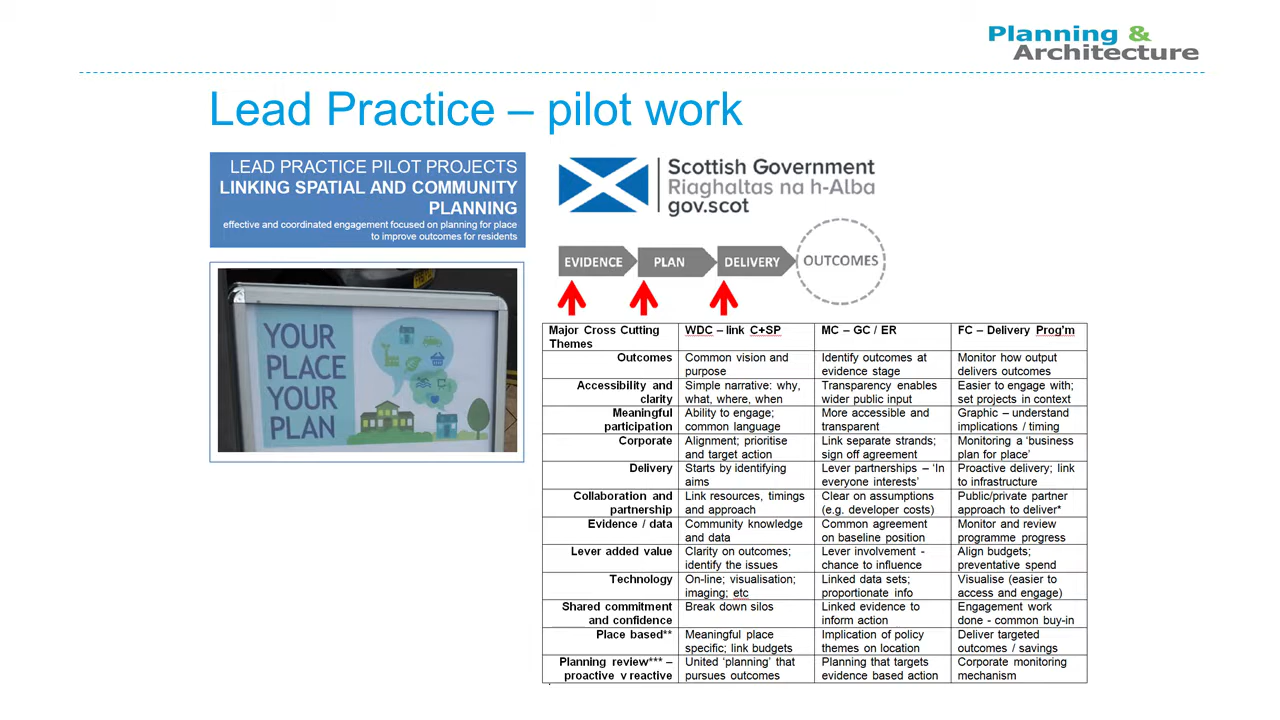 Planning &
Architecture
Lead Practice – pilot work
LEAD PRACTICE PILOT PROJECTS
LINKING SPATIAL AND COMMUNITY
PLANNING
effective and coordinated engagement focused on planning for place
to improve outcomes for residents
YOUR
PLACE
YOUR
PLAN
Scottish Government
Riaghaltas na h-Alba
gov.scot
EVIDENCE PLAN DELIVERY OUTCOMES
Major Cross Cutting WDC – link C+SP MC – GC / ER FC – Delivery Prog'm
Themes
Outcomes Common vision and Identify outcomes at Monitor how output
purpose evidence stage delivers outcomes
Accessibility and Simple narrative: why, Transparency enables Easier to engage with;
clarity what, where, when wider public input set projects in context
Meaningful Ability to engage; More accessible and Graphic – understand
participation common language transparent implications / timing
Corporate Alignment; prioritise Link separate strands; Monitoring a 'business
and target action sign off agreement plan for place'
Delivery Starts by identifying Lever partnerships – 'In Proactive delivery; link
aims everyone interests' to infrastructure
Collaboration and Link resources, timings Clear on assumptions Public/private partner
partnership and approach (e.g. developer costs) approach to deliver*
Evidence / data Community knowledge Common agreement Monitor and review
and data on baseline position programme progress
Lever added value Clarity on outcomes; Lever involvement - Align budgets;
identify the issues chance to influence preventative spend
Technology On-line; visualisation; Linked data sets; Visualise (easier to
imaging; etc proportionate info access and engage)
Shared commitment Break down silos Linked evidence to Engagement work
and confidence inform action done - common buy-in
Place based** Meaningful place Implication of policy Deliver targeted
specific; link budgets themes on location outcomes / savings
Planning review*** – United 'planning' that Planning that targets Corporate monitoring
proactive v reactive pursues outcomes evidence based action mechanism